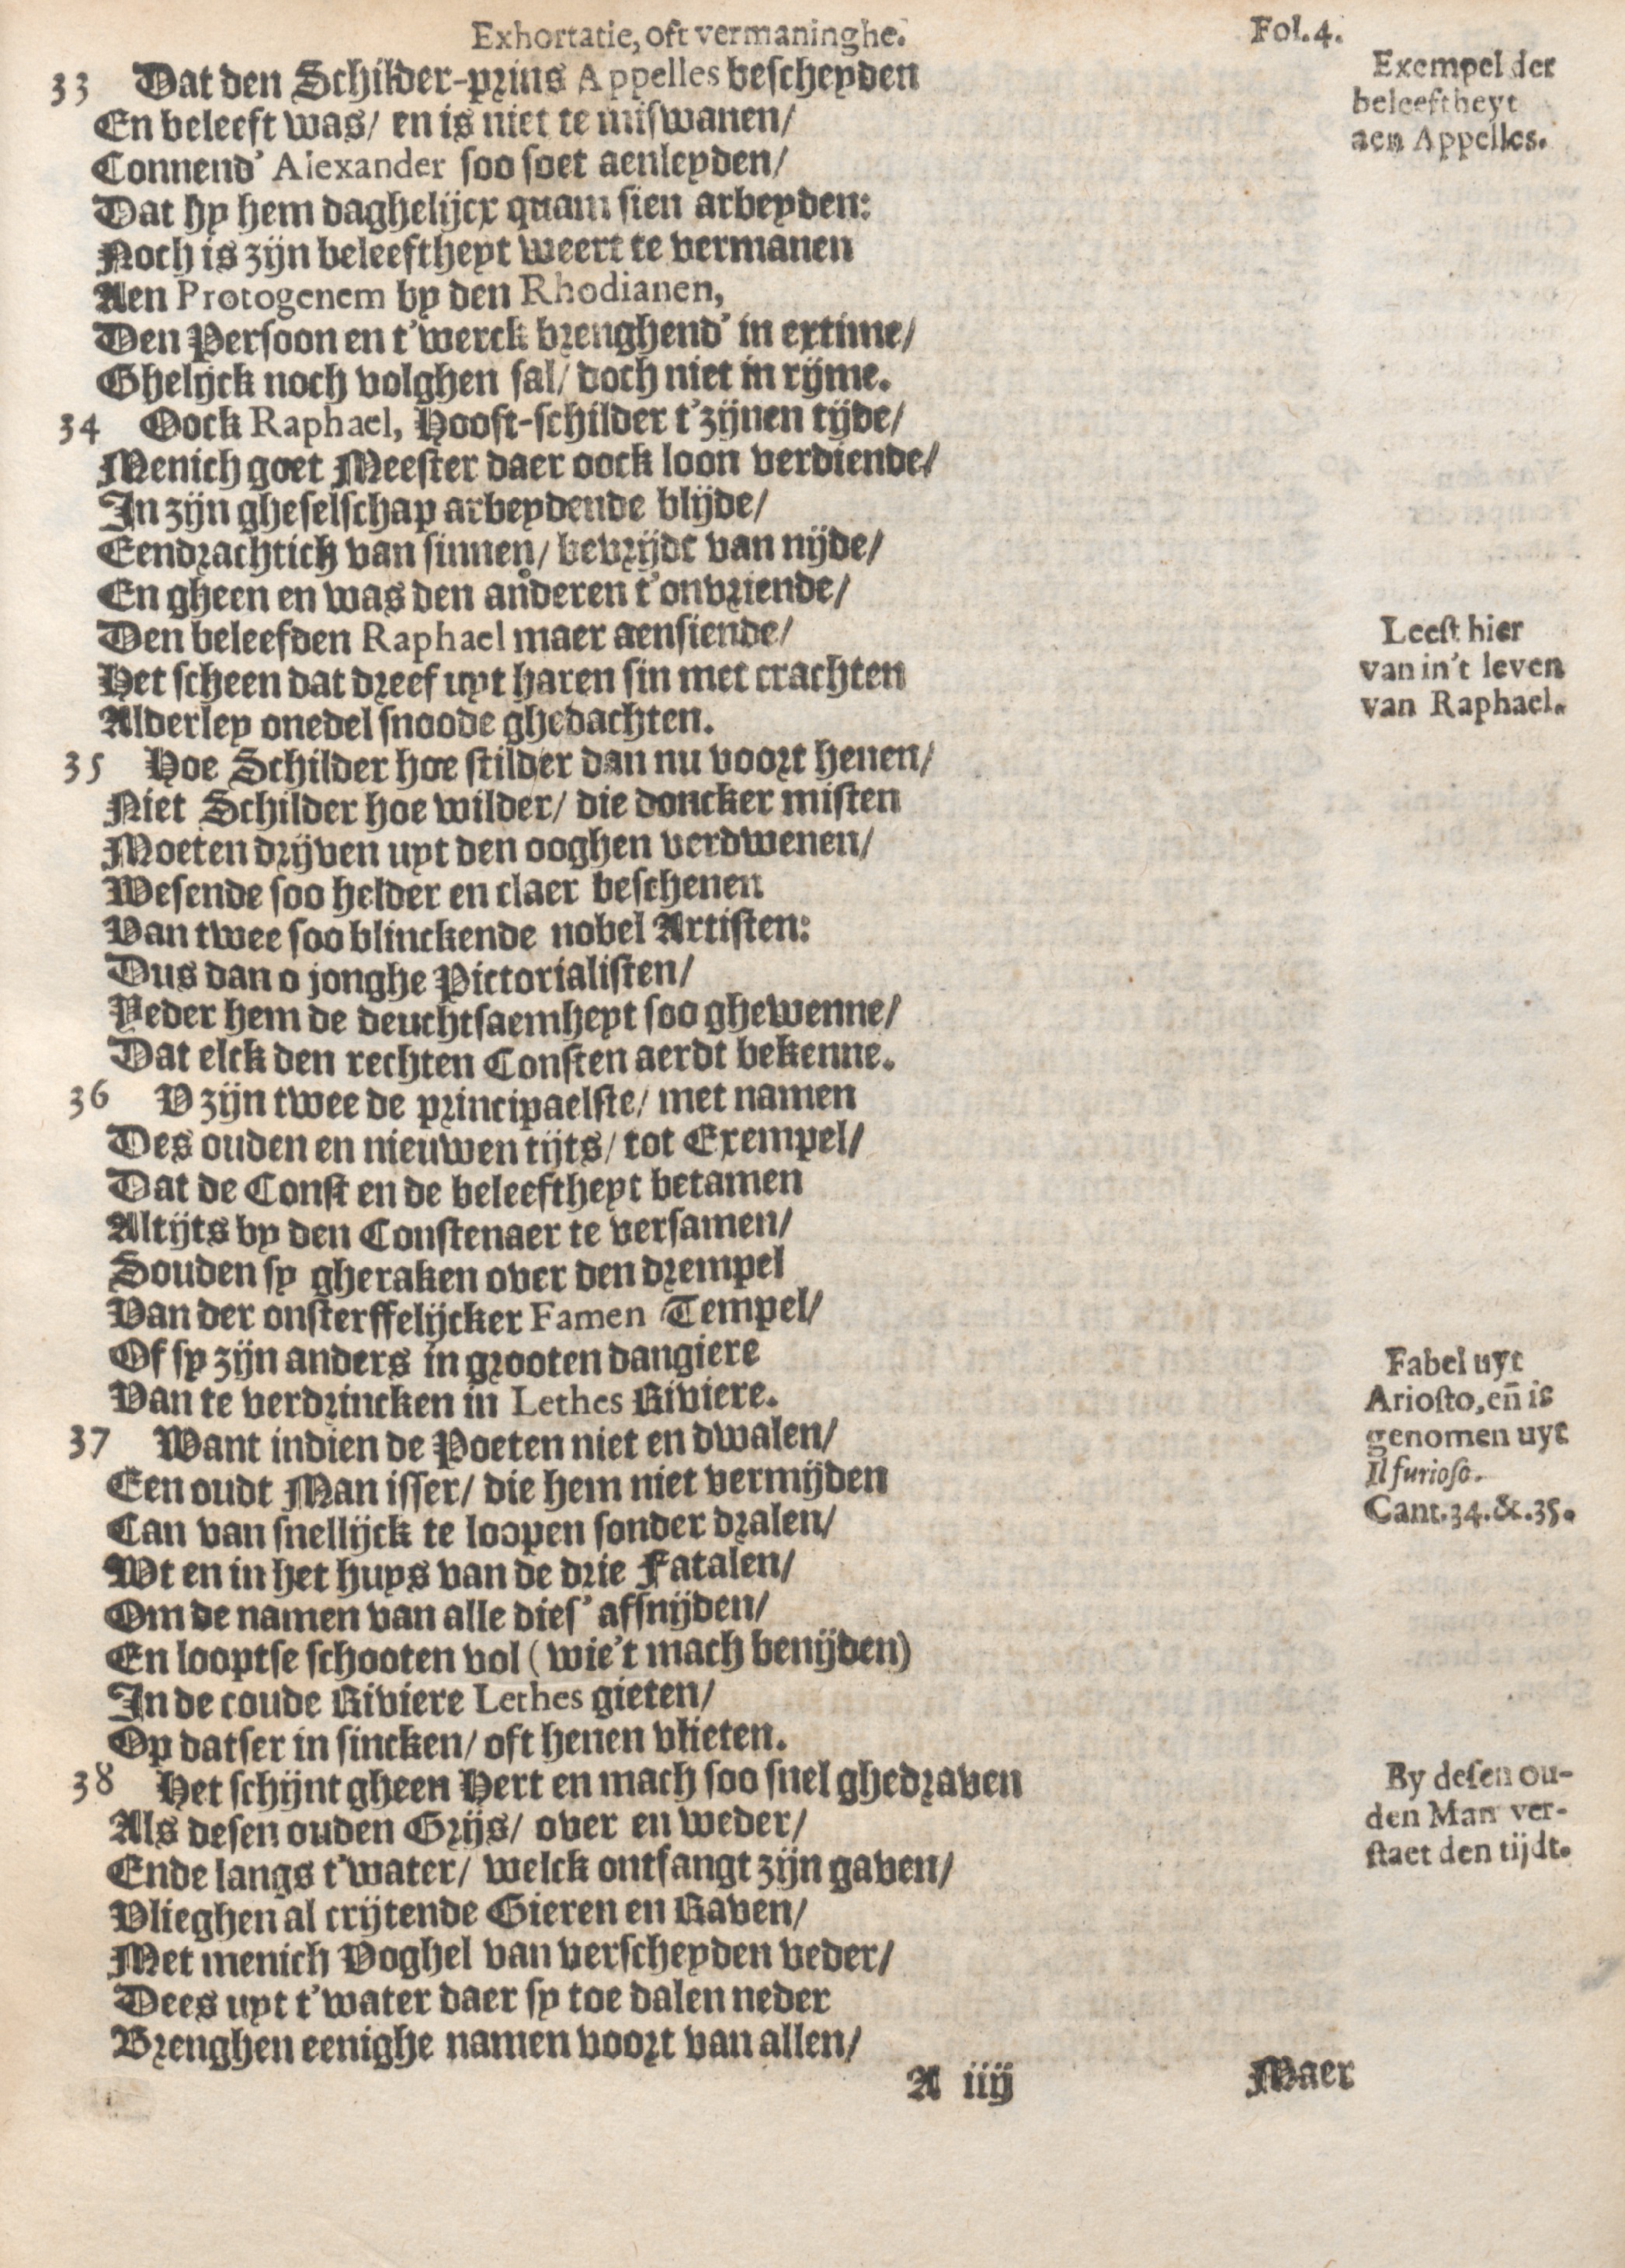 Exhortatie, oft vermaninghe. Fol. 4.
33 Dat den Schilder-prins Appelles bescheyden
En beleeft was/ en is niet te miswanen/
Connend' Alexander soo soet aenleyden/
Dat hy hem daghelijcx quam sien arbeyden:
Noch is zijn beleeftheyt weert te vermanen
Aen Protogenem by den Rhodianen,
Den Persoon en t'werck brenghend' in extime/
Ghelijck noch volghen sal/ doch niet in rijme.
Exempel der
beleeftheyt
aen Appelles.
34 Oock Raphael, Hooft-schilder t'zijnen tijde/
Menich goet Meester daer oock loon verdiende/
In zijn gheselschap arbeydende blijde/
Eendrachtich van sinnen/ bevrijdt van nijde/
En gheen en was den anderen t'onvriende/
Den beleefden Raphael maer aensiende/
Het scheen dat dreef uyt haren sin met crachten
Alderley onedel snoode ghedachten.
Leest hier
van in't leven
van Raphael.
35 Hoe Schilder hoe stilder dan nu voort henen/
Niet Schilder hoe wilder/ die doncker misten
Moeten drijven uyt den ooghen verdwenen/
Wesende soo helder en claer beschenen
Van twee soo blinckende nobel Artisten:
Dus dan o jonghe Pictorialisten/
Yeder hem de deuchtsaemheyt soo ghewenne/
Dat elck den rechten Consten aerdt bekenne.
36 V zijn twee de principaelste/ met namen
Des ouden en nieuwen tijts/ tot Exempel/
Dat de Const en de beleeftheyt betamen
Altijts by den Constenaer te versamen/
Souden sy gheraken over den drempel
Van der onsterffelijcker Famen Tempel/
Of sy zijn anders in grooten dangiere
Van te verdrincken in Lethes Riviere.
Fabel uyt
Ariosto, eñ is
genomen uyt
Il furioso.
Cant. 34. &. 35.
37 Want indien de Poeten niet en dwalen/
Een oudt Man isser/ die hem niet vermijden
Can van snellijck te loopen sonder dralen/
Wt en in het huys van de drie Fatalen/
Om de namen van alle dies' afsnijden/
En looptse schooten vol (wie't mach benijden)
In de coude Riviere Lethes gieten/
Op datser in sincken/ oft henen vlieten.
38 Het schijnt gheen Hert en mach soo snel ghedraven
Als desen ouden Grijs/ over en weder/
Ende langs t'water/ welck ontfangt zijn gaven/
Vlieghen al crijtende Gieren en Raven/
Met menich Voghel van verscheyden veder/
Dees uyt t'water daer sy toe dalen neder
Brenghen eenighe namen voort van allen/
By desen ou-
den Man ver-
staet den tijdt.
A iiij Maer